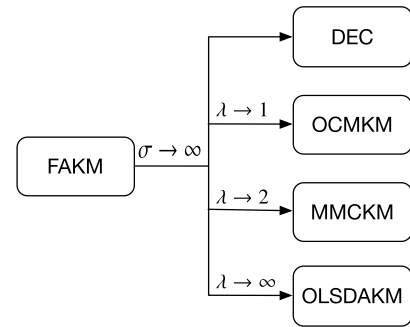 DEC
λ → 1
OCMKM
FAKM
σ → ∞
λ → 2
MMCKM
λ → ∞
OLSDAKM